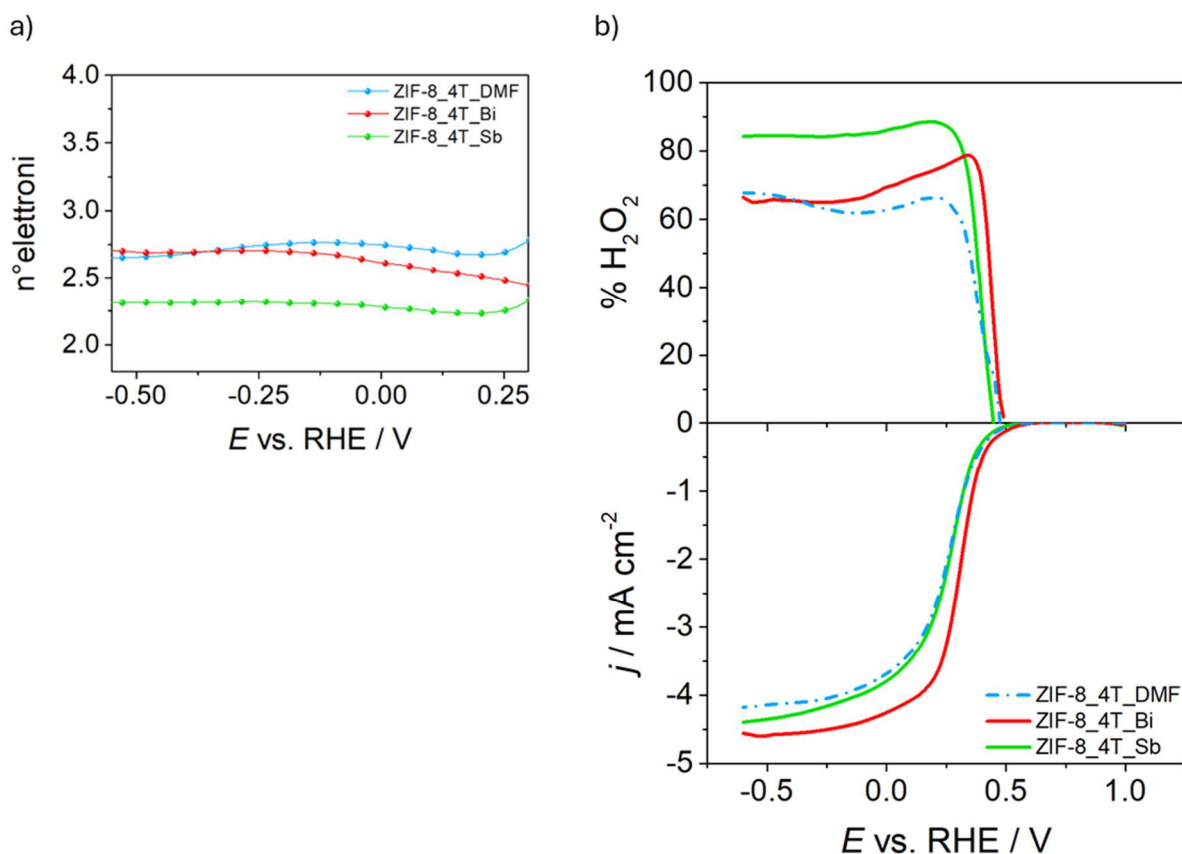 a)
4.0
3.5
3.0
2.5
2.0
n°elettroni
ZIF-8_4T_DMF
ZIF-8_4T_Bi
ZIF-8_4T_Sb
-0.50
-0.25
0.00
0.25
E vs. RHE / V
b)
100
80
60
40
20
0
% H₂O₂
-1
-2
-3
-4
-5
j / mA cm⁻²
ZIF-8_4T_DMF
ZIF-8_4T_Bi
ZIF-8_4T_Sb
-0.5
0.0
0.5
1.0
E vs. RHE / V